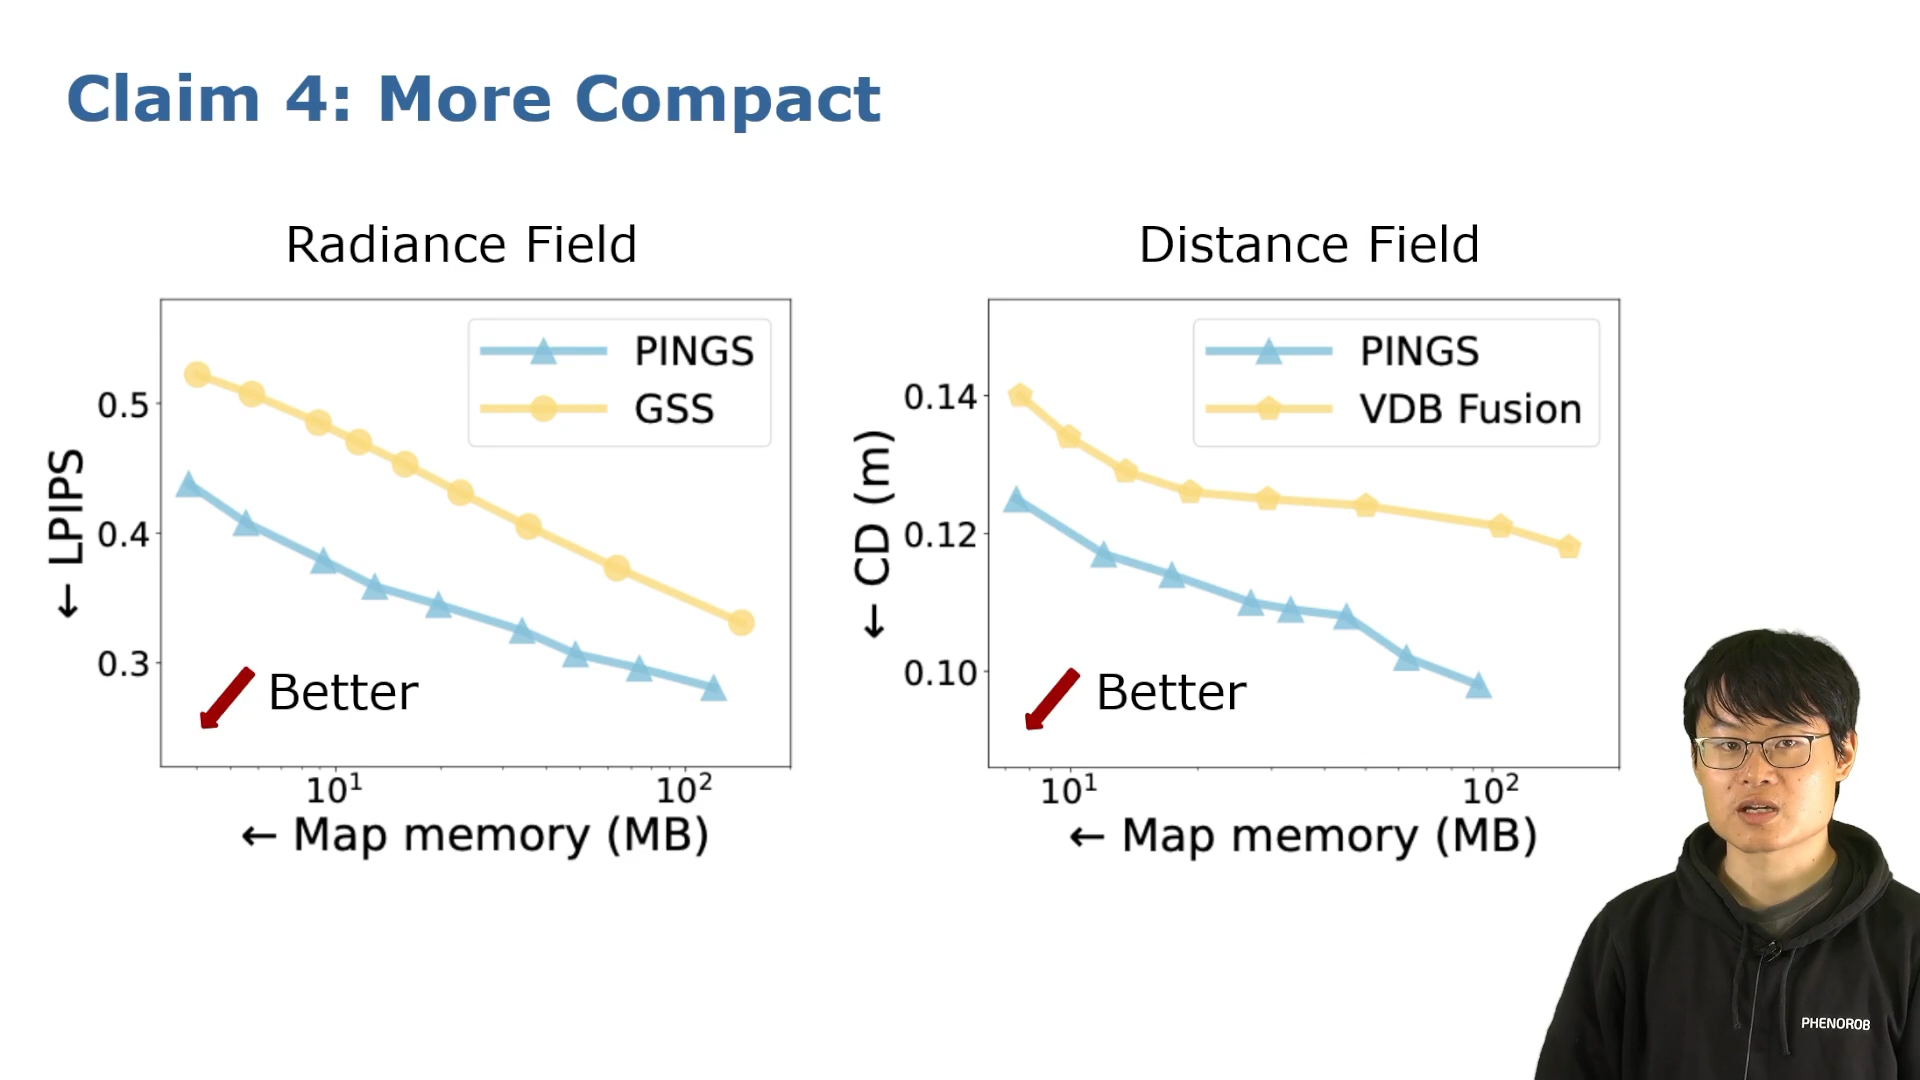 Claim 4: More Compact
Radiance Field
PINGS
GSS
0.5
0.4
0.3
← LPIPS
Better
10¹
10²
← Map memory (MB)
Distance Field
PINGS
VDB Fusion
0.14
0.12
0.10
← CD (m)
Better
10¹
10²
← Map memory (MB)
PHENOROB